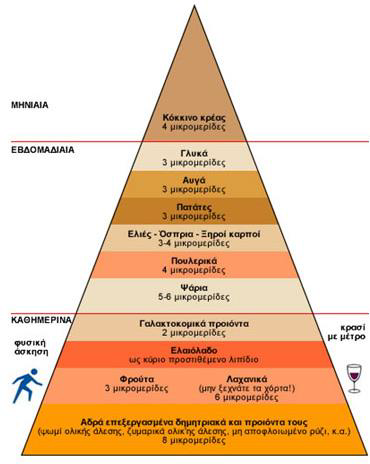 ΜΗΝΙΑΙΑ
Κόκκινο κρέας
4 μικρομερίδες
ΕΒΔΟΜΑΔΙΑΙΑ
Γλυκά
3 μικρομερίδες
Αυγά
3 μικρομερίδες
Πατάτες
3 μικρομερίδες
Ελιές - Όσπρια - Ξηροί καρποί
3-4 μικρομερίδες
Πουλερικά
4 μικρομερίδες
Ψάρια
5-6 μικρομερίδες
ΚΑΘΗΜΕΡΙΝΑ
Γαλακτοκομικά προιόντα
2 μικρομερίδες
φυσική
άσκηση
κρασί
με μέτρο
Ελαιόλαδο
ως κύριο προστιθέμενο λιπίδιο
Φρούτα
3 μικρομερίδες
Λαχανικά
(μην ξεχνάτε τα χόρτα!)
6 μικρομερίδες
Αδρά επεξεργασμένα δημητριακά και προιόντα τους
(ψωμί ολικής άλεσης, ζυμαρικά ολικής άλεσης, μη αποφλοιωμένο ρύζι, κ.α.)
8 μικρομερίδες